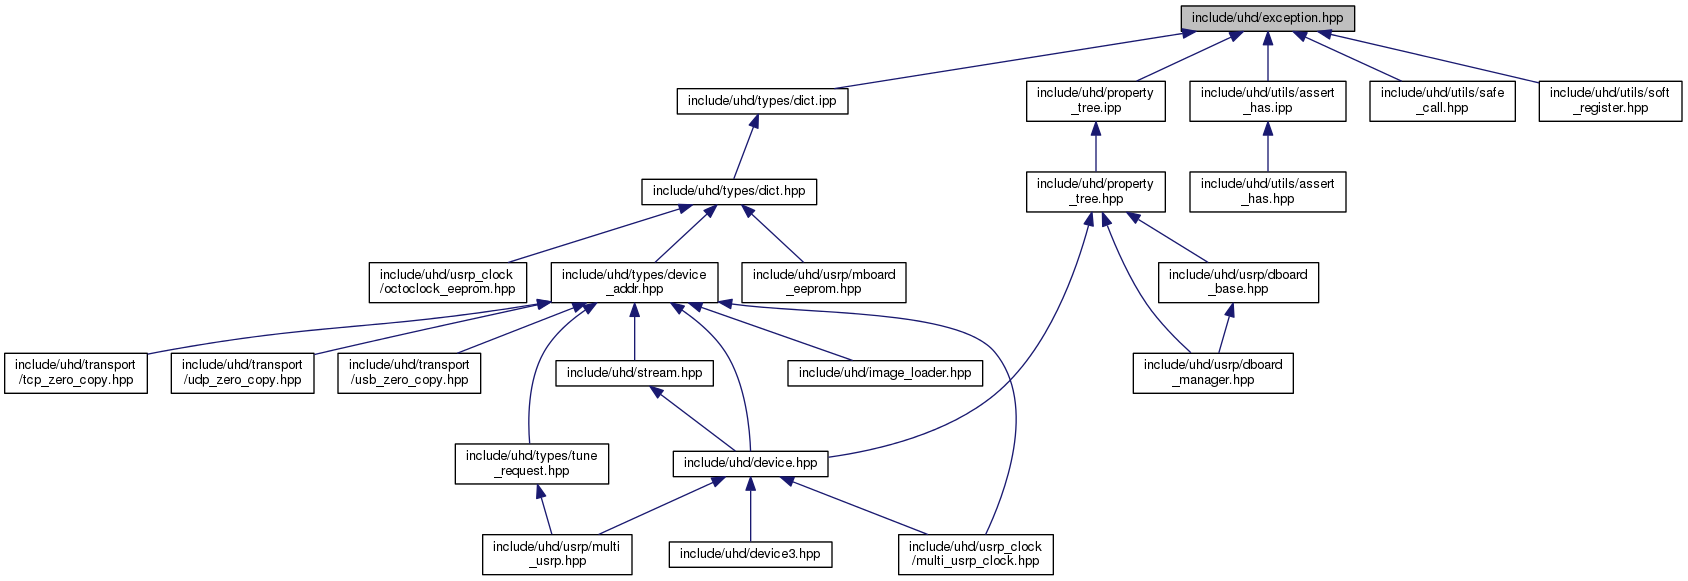 include/uhd/exception.hpp
include/uhd/types/dict.ipp
include/uhd/property
_tree.ipp
include/uhd/utils/assert
_has.ipp
include/uhd/utils/safe
_call.hpp
include/uhd/utils/soft
_register.hpp
include/uhd/types/dict.hpp
include/uhd/property
_tree.hpp
include/uhd/utils/assert
_has.hpp
include/uhd/usrp_clock
/octoclock_eeprom.hpp
include/uhd/types/device
_addr.hpp
include/uhd/usrp/mboard
_eeprom.hpp
include/uhd/usrp/dboard
_base.hpp
include/uhd/transport
/tcp_zero_copy.hpp
include/uhd/transport
/udp_zero_copy.hpp
include/uhd/transport
/usb_zero_copy.hpp
include/uhd/stream.hpp
include/uhd/image_loader.hpp
include/uhd/usrp/dboard
_manager.hpp
include/uhd/types/tune
_request.hpp
include/uhd/device.hpp
include/uhd/usrp/multi
_usrp.hpp
include/uhd/device3.hpp
include/uhd/usrp_clock
/multi_usrp_clock.hpp